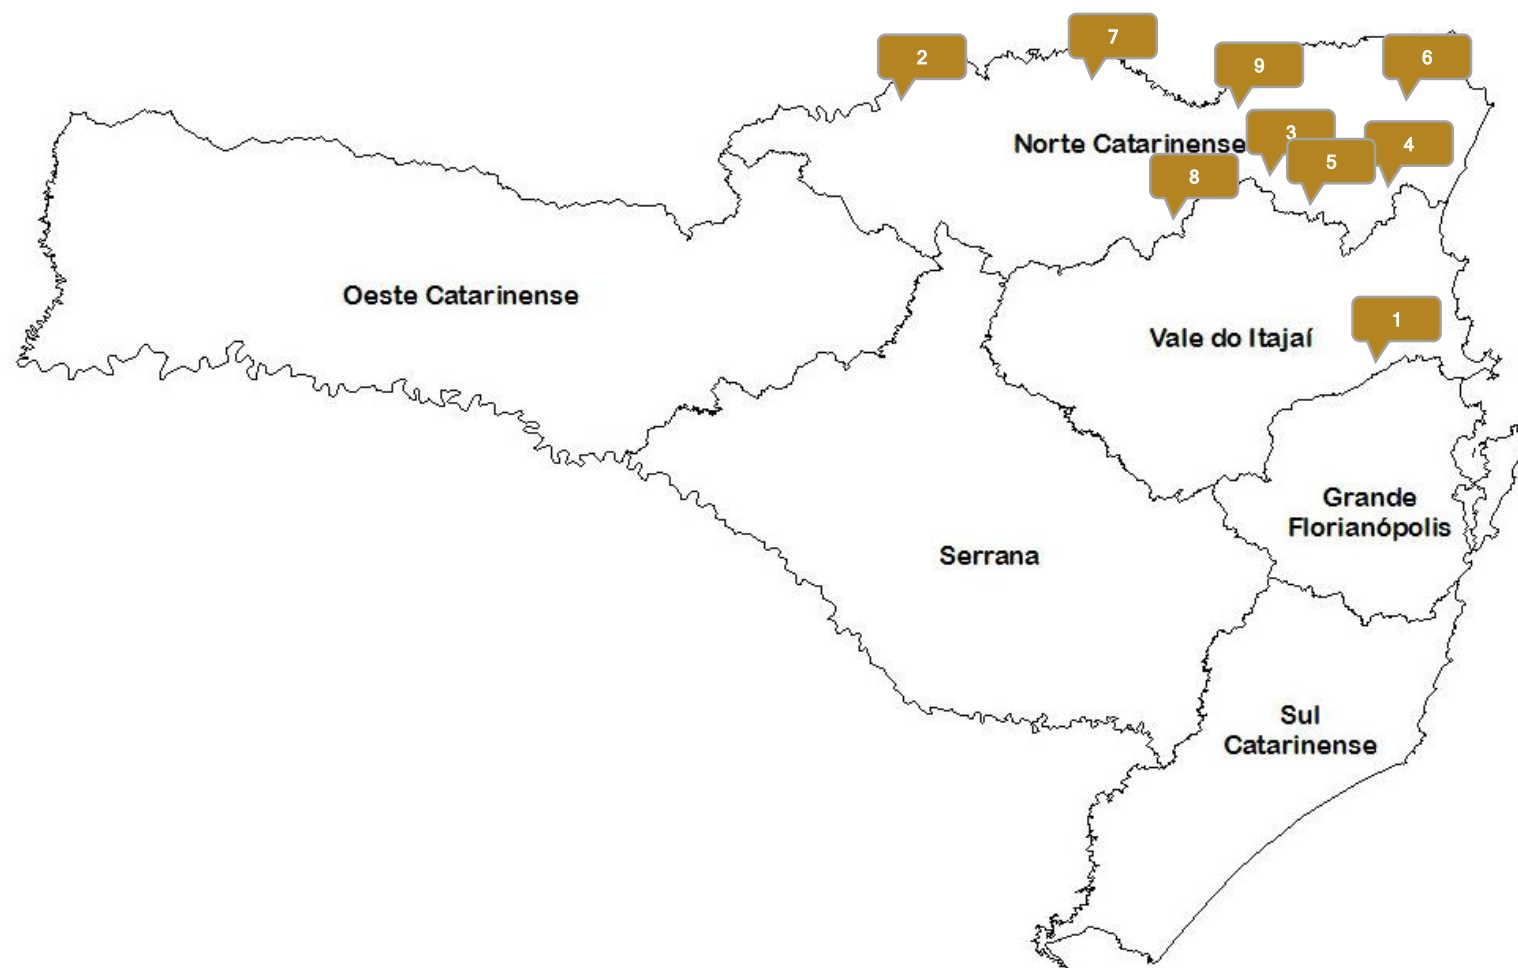 7
2
6
9
3
4
Norte Catarinense
5
8
Oeste Catarinense
1
Vale do Itajaí
Grande
Florianópolis
Serrana
Sul
Catarinense